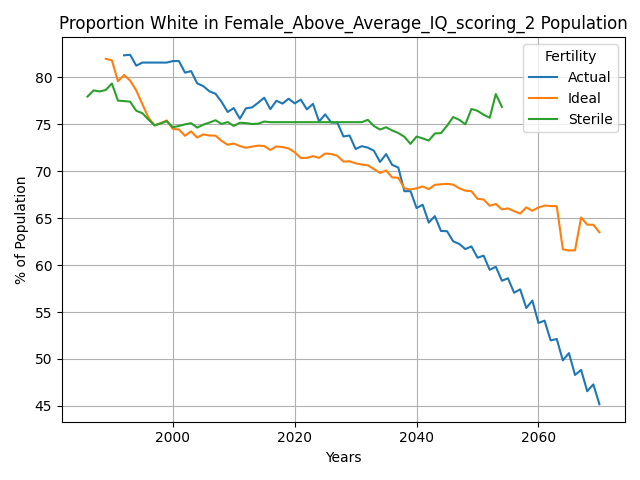 Proportion White in Female_Above_Average_IQ_scoring_2 Population
Fertility
Actual
Ideal
Sterile
% of Population
80
75
70
65
60
55
50
45
2000
2020
2040
2060
Years